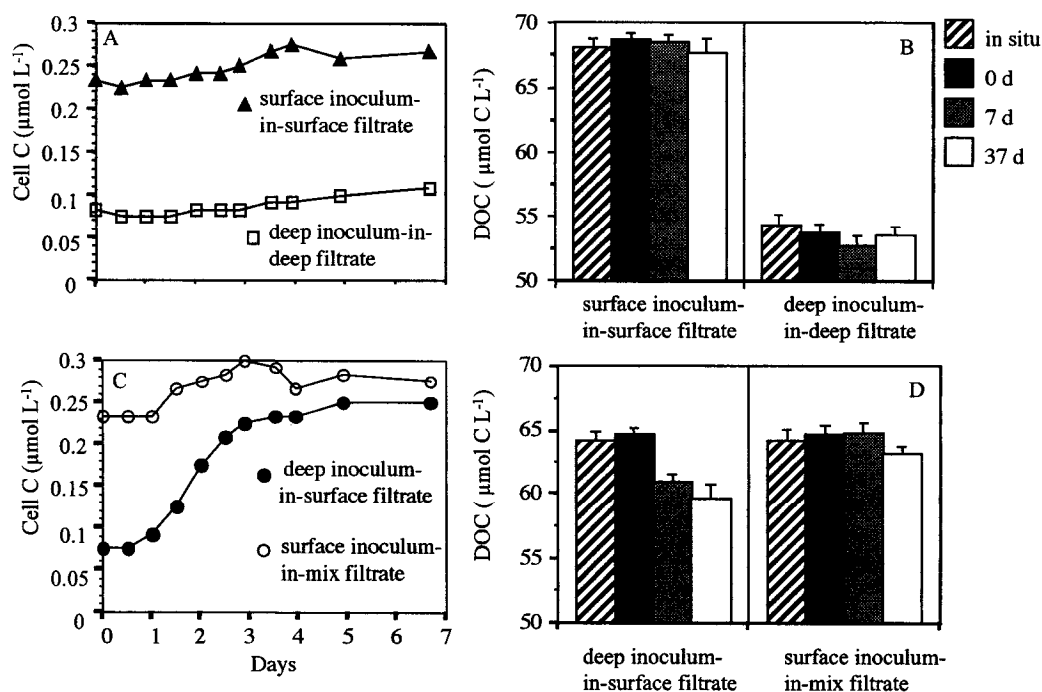 A
Cell C (µmol L-1)
0.3
0.25
0.2
0.15
0.1
0.05
0
surface inoculum-
in-surface filtrate
deep inoculum-in-
deep filtrate
B
DOC ( µmol C L-1)
70
65
60
55
50
surface inoculum-
in-surface filtrate
deep inoculum-
in-deep filtrate
in situ
0 d
7 d
37 d
C
Cell C (µmol L-1)
0.3
0.25
0.2
0.15
0.1
0.05
0
deep inoculum-
in-surface filtrate
surface inoculum-
in-mix filtrate
0 1 2 3 4 5 6 7
Days
D
DOC ( µmol C L-1)
70
65
60
55
50
deep inoculum-
in-surface filtrate
surface inoculum-
in-mix filtrate